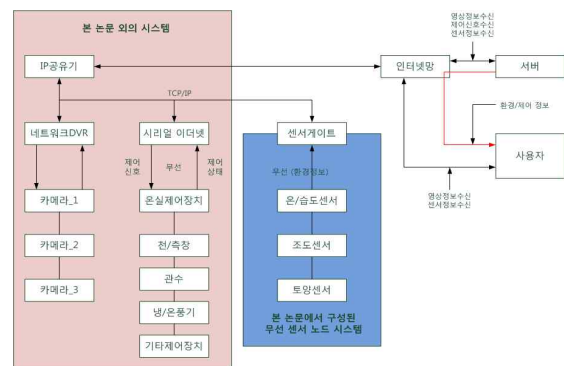 본 논문 외의 시스템
영상정보수신
제어신호수신
센서정보수신
IP공유기
인터넷망
서버
TCP/IP
환경/제어 정보
네트워크DVR
시리얼 이더넷
센서게이트
사용자
제어
신호
무선
제어
상태
무선 (환경정보)
카메라_1
온실제어장치
온/습도센서
영상정보수신
센서정보수신
카메라_2
천/측창
조도센서
관수
카메라_3
토양센서
냉/온풍기
본 논문에서 구성된
무선 센서 노드 시스템
기타제어장치